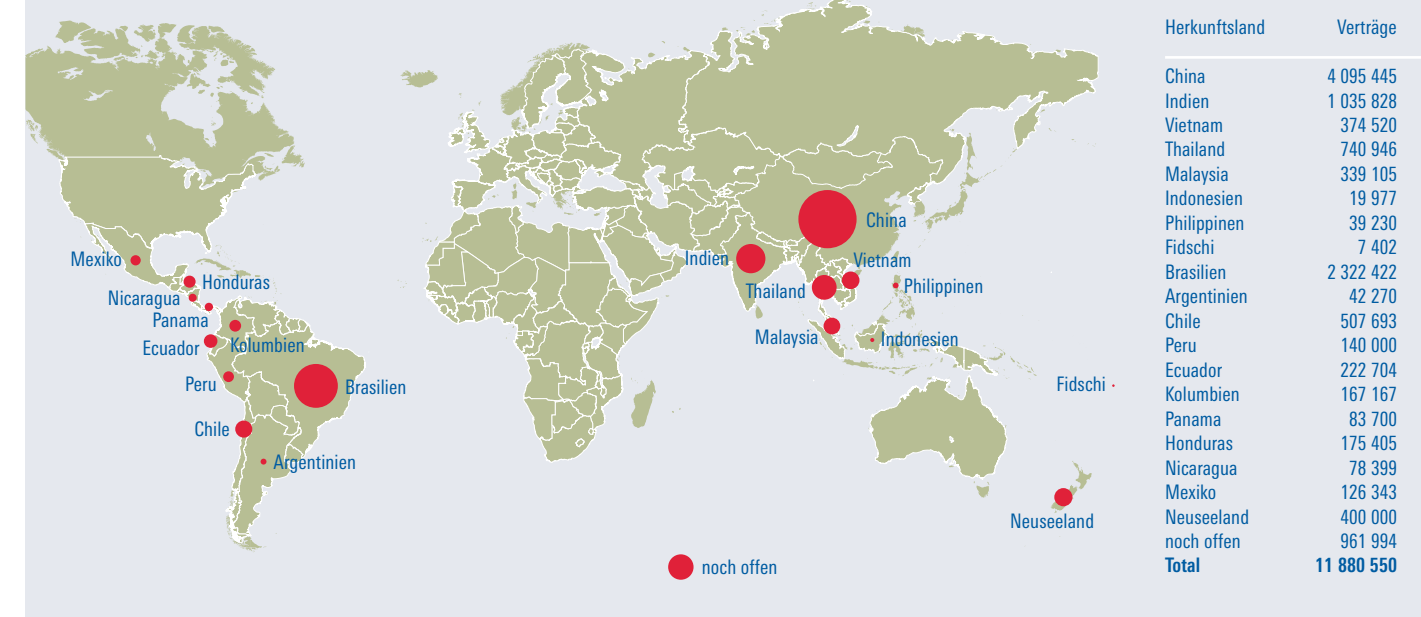 Herkunftsland Verträge
China 4 095 445
Indien 1 035 828
Vietnam 374 520
Thailand 740 946
Malaysia 339 105
Indonesien 19 977
Philippinen 39 230
Fidschi 7 402
Brasilien 2 322 422
Argentinien 42 270
Chile 507 693
Peru 140 000
Ecuador 222 704
Kolumbien 167 167
Panama 83 700
Honduras 175 405
Nicaragua 78 399
Mexiko 126 343
Neuseeland 400 000
noch offen 961 994
Total 11 880 550
China
Mexiko
Indien
Vietnam
Honduras
Philippinen
Thailand
Nicaragua
Panama
Malaysia
Indonesien
Ecuador
Kolumbien
Peru
Brasilien
Fidschi
Chile
Argentinien
Neuseeland
noch offen